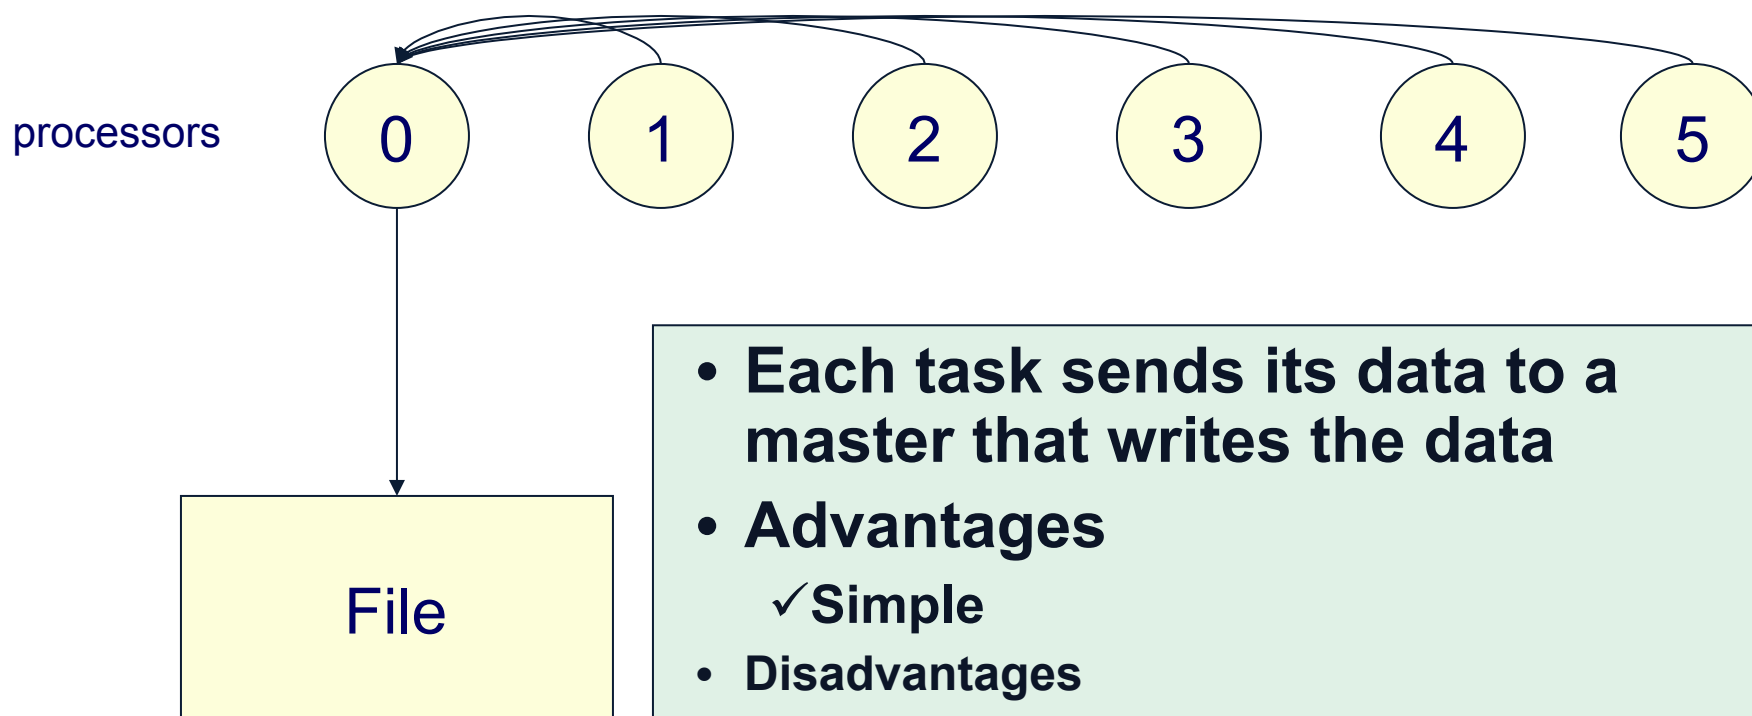 processors
0 1 2 3 4 5
• Each task sends its data to a
master that writes the data
• Advantages
✓Simple
• Disadvantages
File